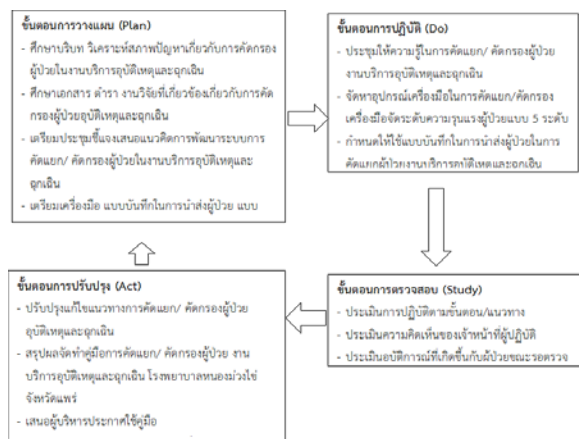 ขั้นตอนการวางแผน (Plan)
- ศึกษาบริบท วิเคราะห์สภาพปัญหาเกี่ยวกับการคัดกรอง
ผู้ป่วยในงานบริการอุบัติเหตุและฉุกเฉิน
- ศึกษาเอกสาร ตำรา งานวิจัยที่เกี่ยวข้องเกี่ยวกับการคัด
กรองผู้ป่วยอุบัติเหตุและฉุกเฉิน
- เตรียมประชุมชี้แจงเสนอแนวคิดการพัฒนาระบบการ
คัดแยก/ คัดกรองผู้ป่วยในงานบริการอุบัติเหตุและ
ฉุกเฉิน
- เตรียมเครื่องมือ แบบบันทึกในการนำส่งผู้ป่วย แบบ
ขั้นตอนการปฏิบัติ (Do)
- ประชุมให้ความรู้ในการคัดแยก/ คัดกรองผู้ป่วย
งานบริการอุบัติเหตุและฉุกเฉิน
- จัดหาอุปกรณ์เครื่องมือในการคัดแยก/คัดกรอง
เครื่องมือจัดระดับความรุนแรงผู้ป่วยแบบ 5 ระดับ
- กำหนดให้ใช้แบบบันทึกในการนำส่งผู้ป่วยในการ
คัดแยกผู้ป่วยงานบริการอุบัติเหตุและฉุกเฉิน
ขั้นตอนการตรวจสอบ (Study)
- ประเมินการปฏิบัติตามขั้นตอน/แนวทาง
- ประเมินความคิดเห็นของเจ้าหน้าที่ผู้ปฏิบัติ
- ประเมินอุบัติการณ์ที่เกิดขึ้นกับผู้ป่วยขณะรอตรวจ
ขั้นตอนการปรับปรุง (Act)
- ปรับปรุงแก้ไขแนวทางการคัดแยก/ คัดกรองผู้ป่วย
อุบัติเหตุและฉุกเฉิน
- สรุปผลจัดทำคู่มือการคัดแยก/ คัดกรองผู้ป่วย งาน
บริการอุบัติเหตุและฉุกเฉิน โรงพยาบาลหนองม่วงไข่
จังหวัดแพร่
- เสนอผู้บริหารประกาศใช้คู่มือ